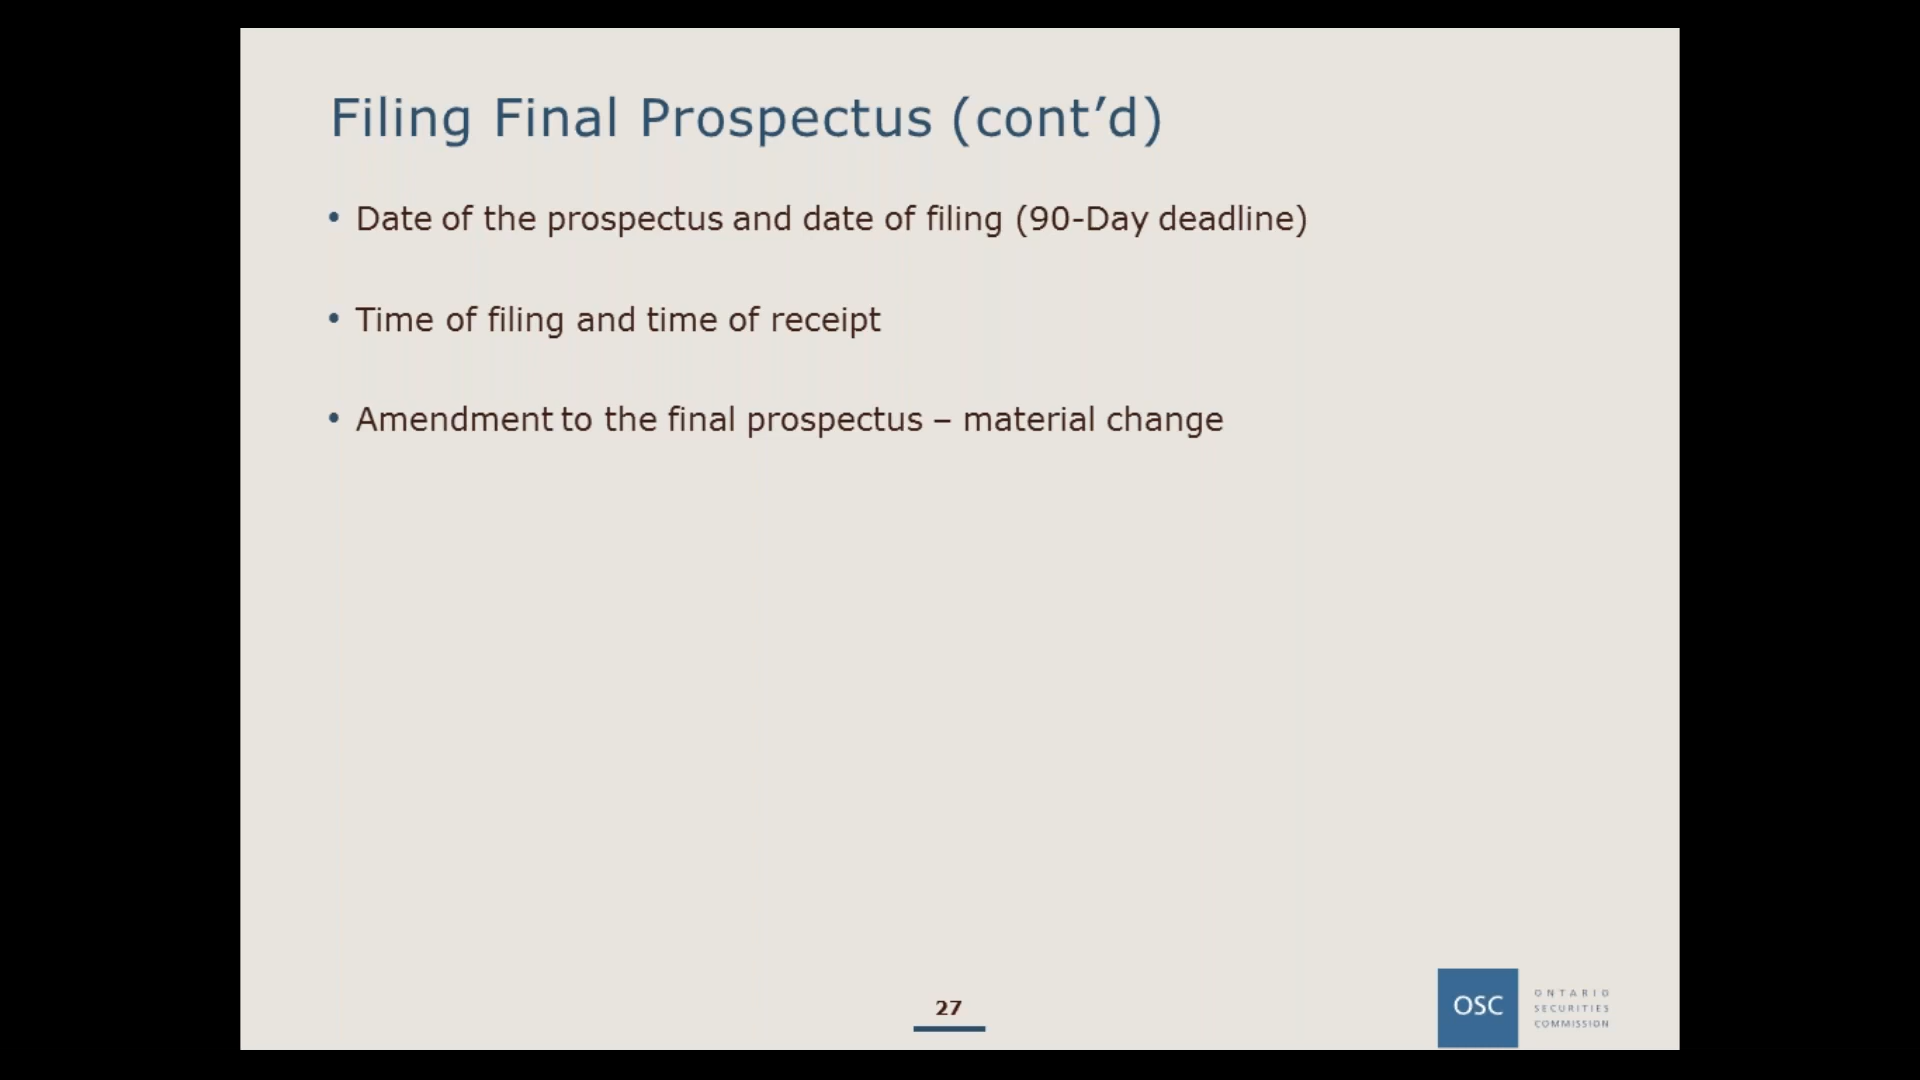 Filing Final Prospectus (cont’d)
• Date of the prospectus and date of filing (90-Day deadline)
• Time of filing and time of receipt
• Amendment to the final prospectus – material change
27
OSC
ONTARIO
SECURITIES
COMMISSION